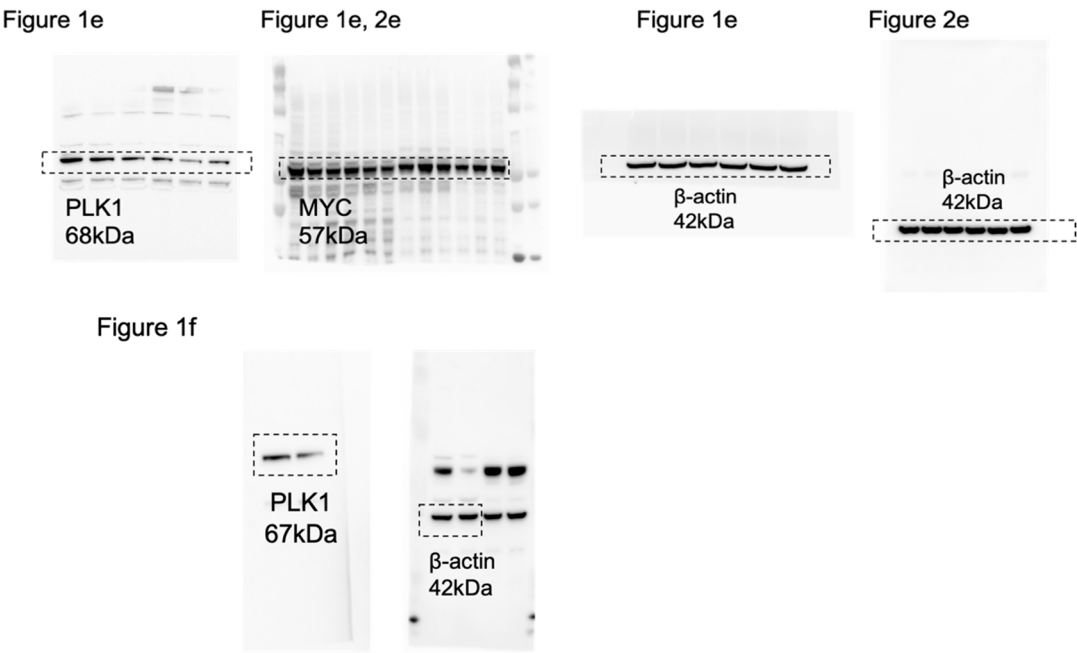 Figure 1e
Figure 1e, 2e
Figure 1e
Figure 2e
PLK1
68kDa
MYC
57kDa
β-actin
42kDa
β-actin
42kDa
Figure 1f
PLK1
67kDa
β-actin
42kDa